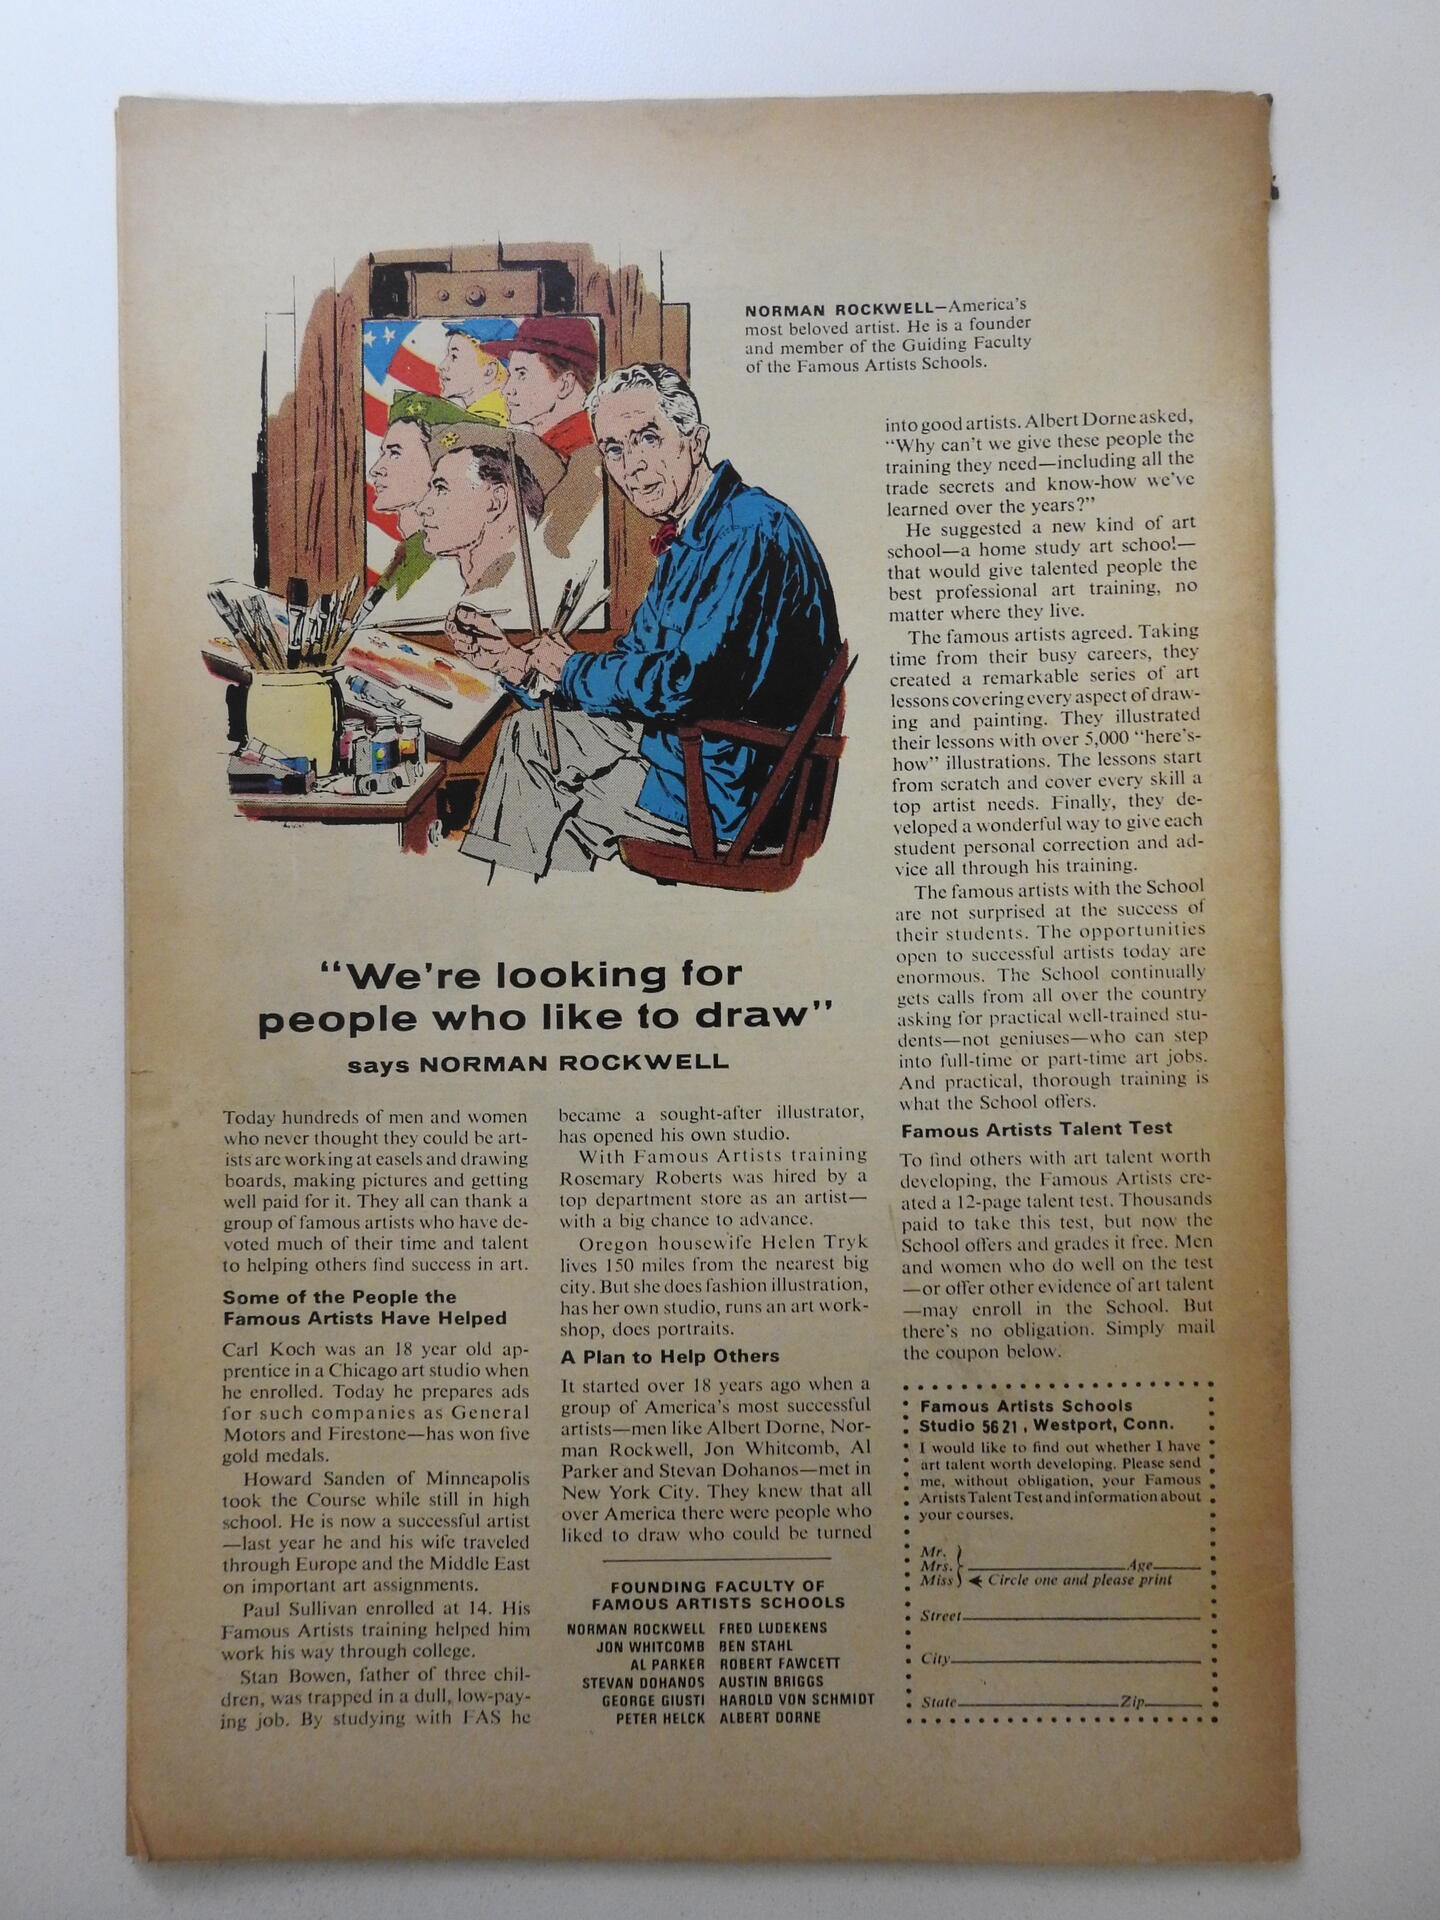 NORMAN ROCKWELL—America's
most beloved artist. He is a founder
and member of the Guiding Faculty
of the Famous Artists Schools.
"We're looking for
people who like to draw"
says NORMAN ROCKWELL
Today hundreds of men and women
who never thought they could be art-
ists are working at easels and drawing
boards, making pictures and getting
well paid for it. They all can thank a
group of famous artists who have de-
voted much of their time and talent
to helping others find success in art.
Some of the People the
Famous Artists Have Helped
Carl Koch was an 18 year old ap-
prentice in a Chicago art studio when
he enrolled. Today he prepares ads
for such companies as General
Motors and Firestone—has won five
gold medals.
Howard Sanden of Minneapolis
took the Course while still in high
school. He is now a successful artist
—last year he and his wife traveled
through Europe and the Middle East
on important art assignments.
Paul Sullivan enrolled at 14. His
Famous Artists training helped him
work his way through college.
Stan Bowen, father of three chil-
dren, was trapped in a dull, low-pay-
ing job. By studying with FAS he
became a sought-after illustrator,
has opened his own studio.
With Famous Artists training
Rosemary Roberts was hired by a
top department store as an artist—
with a big chance to advance.
Oregon housewife Helen Tryk
lives 150 miles from the nearest big
city. But she does fashion illustration,
has her own studio, runs an art work-
shop, does portraits.
A Plan to Help Others
It started over 18 years ago when a
group of America's most successful
artists—men like Albert Dorne, Nor-
man Rockwell, Jon Whitcomb, Al
Parker and Stevan Dohanos—met in
New York City. They knew that all
over America there were people who
liked to draw who could be turned
into good artists. Albert Dorne asked,
"Why can't we give these people the
training they need—including all the
trade secrets and know-how we've
learned over the years?"
He suggested a new kind of art
school—a home study art school—
that would give talented people the
best professional art training, no
matter where they live.
The famous artists agreed. Taking
time from their busy careers, they
created a remarkable series of art
lessons covering every aspect of draw-
ing and painting. They illustrated
their lessons with over 5,000 "here's-
how" illustrations. The lessons start
from scratch and cover every skill a
top artist needs. Finally, they de-
veloped a wonderful way to give each
student personal correction and ad-
vice all through his training.
The famous artists with the School
are not surprised at the success of
their students. The opportunities
open to successful artists today are
enormous. The School continually
gets calls from all over the country
asking for practical well-trained stu-
dents—not geniuses—who can step
into full-time or part-time art jobs.
And practical, thorough training is
what the School offers.
Famous Artists Talent Test
To find others with art talent worth
developing, the Famous Artists cre-
ated a 12-page talent test. Thousands
paid to take this test, but now the
School offers and grades it free. Men
and women who do well on the test
—or offer other evidence of art talent
—may enroll in the School. But
there's no obligation. Simply mail
the coupon below.
FOUNDING FACULTY OF
FAMOUS ARTISTS SCHOOLS
NORMAN ROCKWELL FRED LUDEKENS
JON WHITCOMB BEN STAHL
AL PARKER ROBERT FAWCETT
STEVAN DOHANOS AUSTIN BRIGGS
GEORGE GIUSTI HAROLD VON SCHMIDT
PETER HELCK ALBERT DORNE
Famous Artists Schools
Studio 5621, Westport, Conn.
I would like to find out whether I have
art talent worth developing. Please send
me, without obligation, your Famous
Artists Talent Test and information about
your courses.
Mr.
Mrs. Age
Miss Circle one and please print
Street
City
State Zip